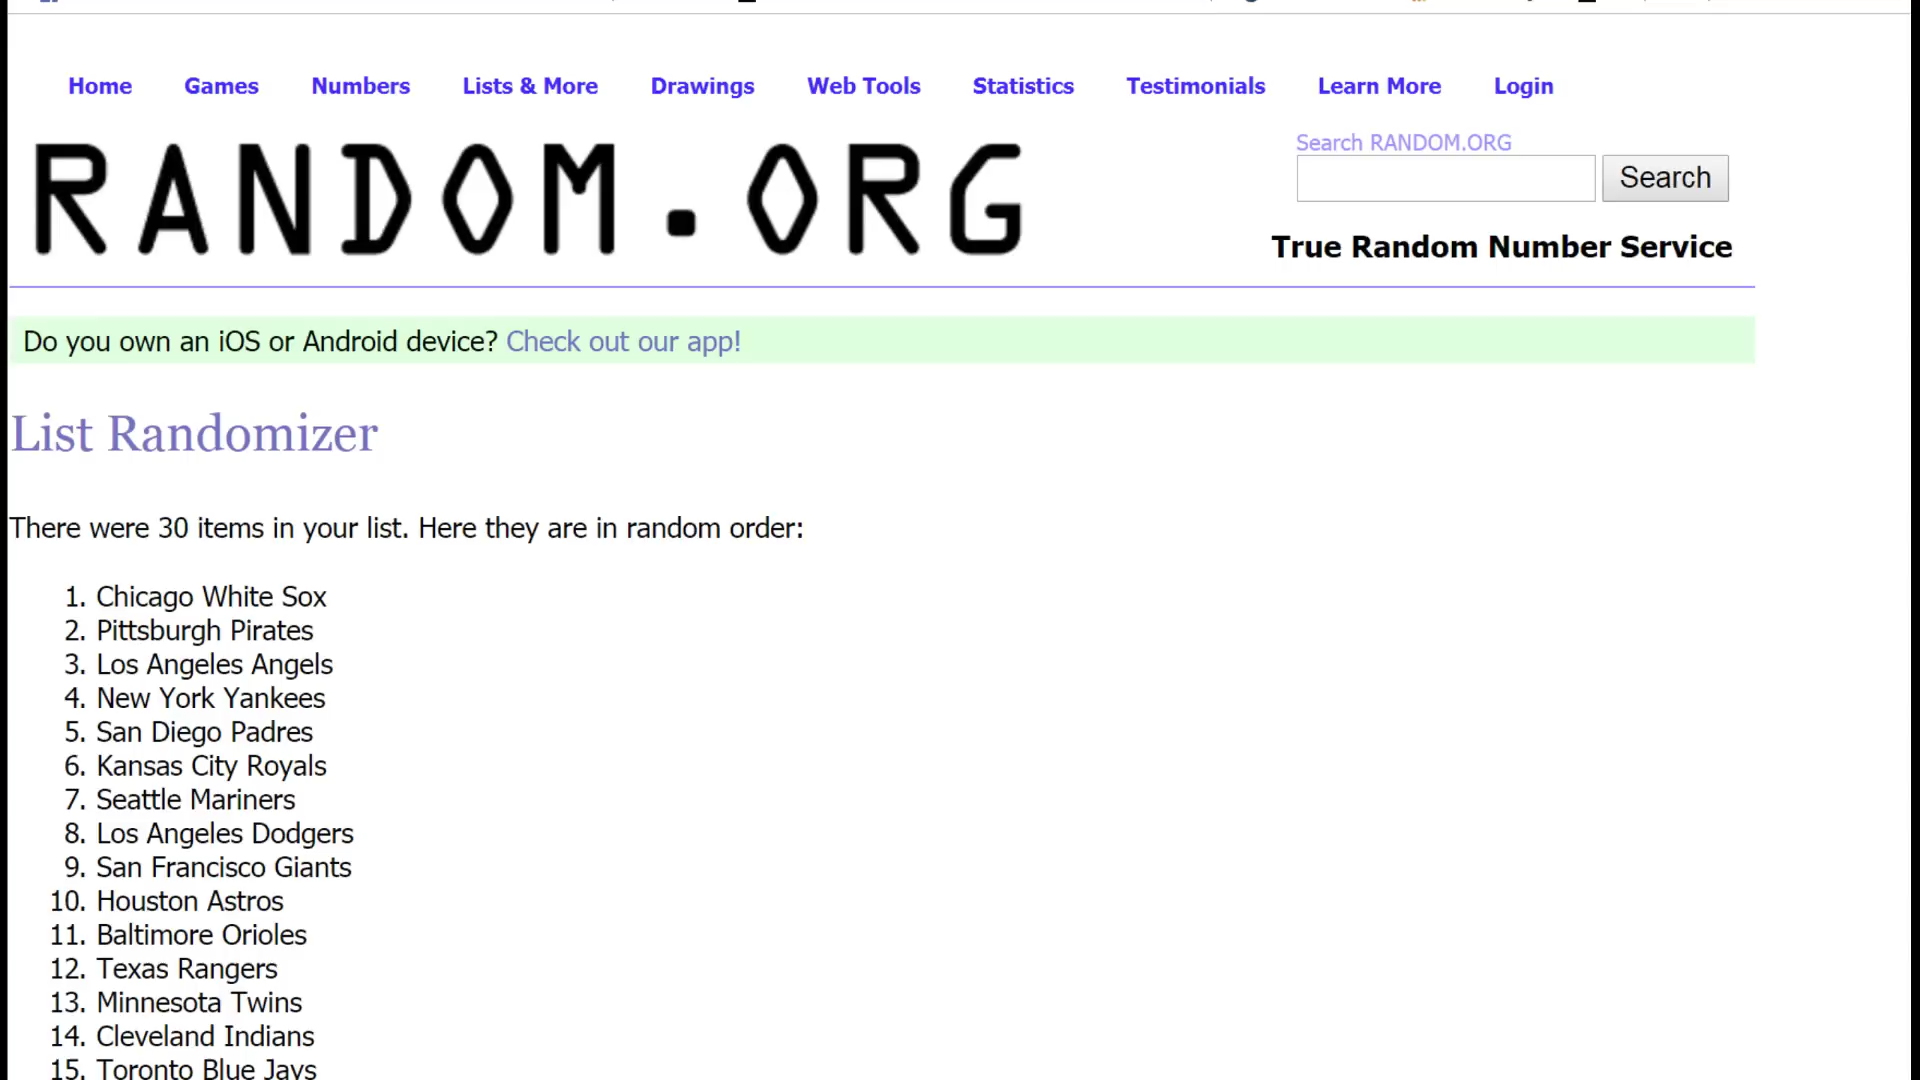 Home Games Numbers Lists & More Drawings Web Tools Statistics Testimonials Learn More Login
RANDOM.ORG
Search RANDOM.ORG
Search
True Random Number Service
Do you own an iOS or Android device? Check out our app!
List Randomizer
There were 30 items in your list. Here they are in random order:
1. Chicago White Sox
2. Pittsburgh Pirates
3. Los Angeles Angels
4. New York Yankees
5. San Diego Padres
6. Kansas City Royals
7. Seattle Mariners
8. Los Angeles Dodgers
9. San Francisco Giants
10. Houston Astros
11. Baltimore Orioles
12. Texas Rangers
13. Minnesota Twins
14. Cleveland Indians
15. Toronto Blue Jays